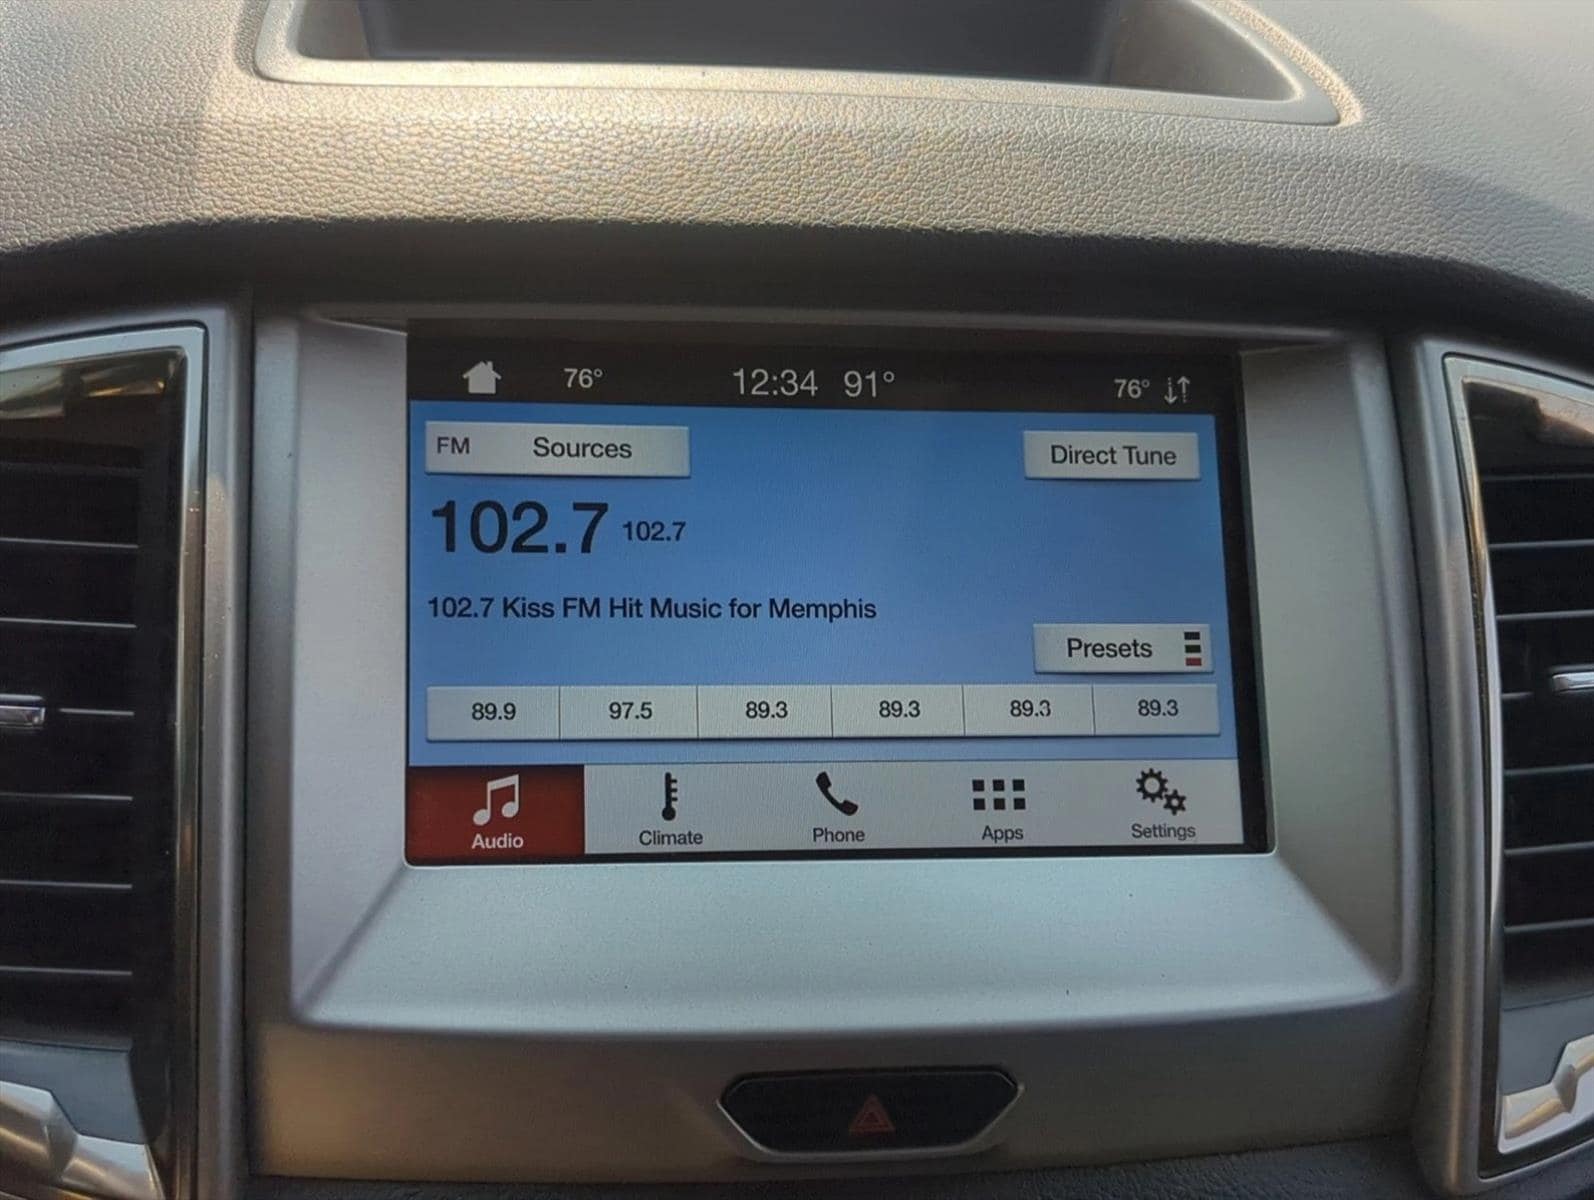 76° 12:34 91° 76°
FM Sources Direct Tune
102.7 102.7
102.7 Kiss FM Hit Music for Memphis
Presets
89.9 97.5 89.3 89.3 89.3 89.3
Audio Climate Phone Apps Settings